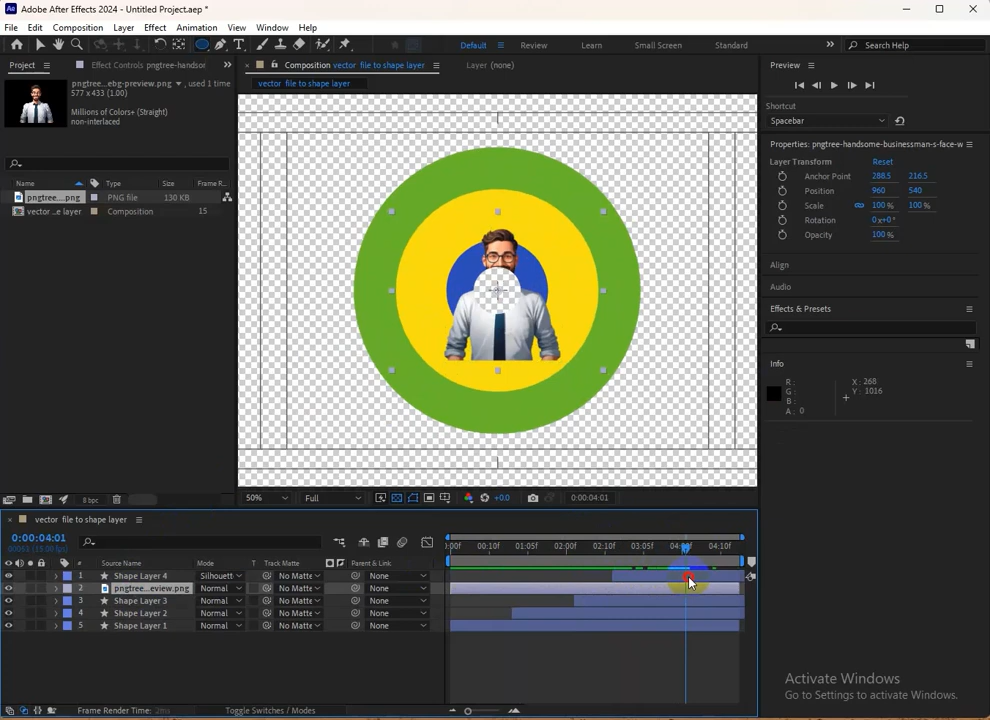 Adobe After Effects 2024 - Untitled Project.aep *
File Edit Composition Layer Effect Animation View Window Help
Default Review Learn Small Screen Standard Search Help
Project Effect Controls pngtree-handsor
Composition vector file to shape layer Layer (none)
vector file to shape layer
pngtree-...ebg-preview.png , used 1 time
577 x 433 (1.00)
Millions of Colors+ (Straight)
non-interlaced
Name Type Size Frame R...
pngtree....png PNG file 130 KB
vector ...e layer Composition 15
8 bpc
50% Full +0.0 0:00:04:01
Preview
Shortcut
Spacebar
Properties: pngtree-handsome-businessman-s-face-w
Layer Transform Reset
Anchor Point 288.5 216.5
Position 960 540
Scale 100 % 100 %
Rotation 0x+0°
Opacity 100 %
Align
Audio
Effects & Presets
Info
R : X : 268
G : Y : 1016
B :
A : 0
vector file to shape layer
0:00:04:01
00063 (15.00 fps)
:00f 00:10f 01:05f 02:00f 02:10f 03:05f 04:00f 04:10f
# Source Name Mode T Track Matte Parent & Link
1 Shape Layer 4 Silhouett No Matte None
2 pngtree...eview.png Normal No Matte None
3 Shape Layer 3 Normal No Matte None
4 Shape Layer 2 Normal No Matte None
5 Shape Layer 1 Normal No Matte None
Frame Render Time: 2ms Toggle Switches / Modes
Activate Windows
Go to Settings to activate Windows.